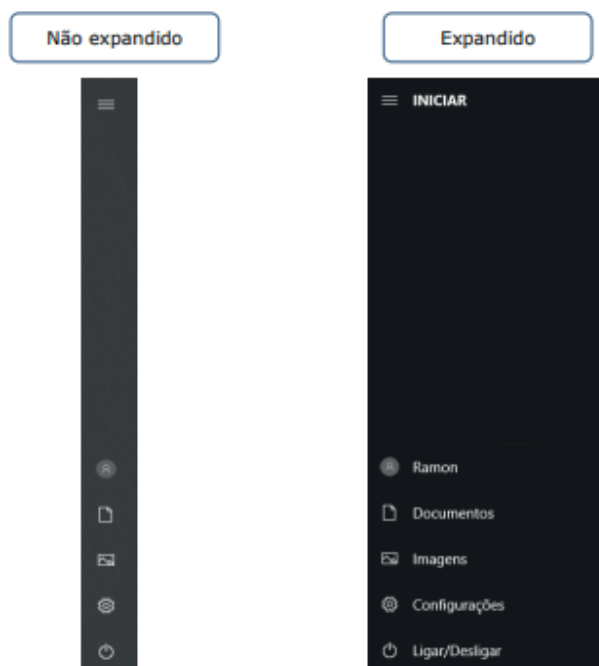 Não expandido
Expandido
INICIAR
Ramon
Documentos
Imagens
Configurações
Ligar/Desligar